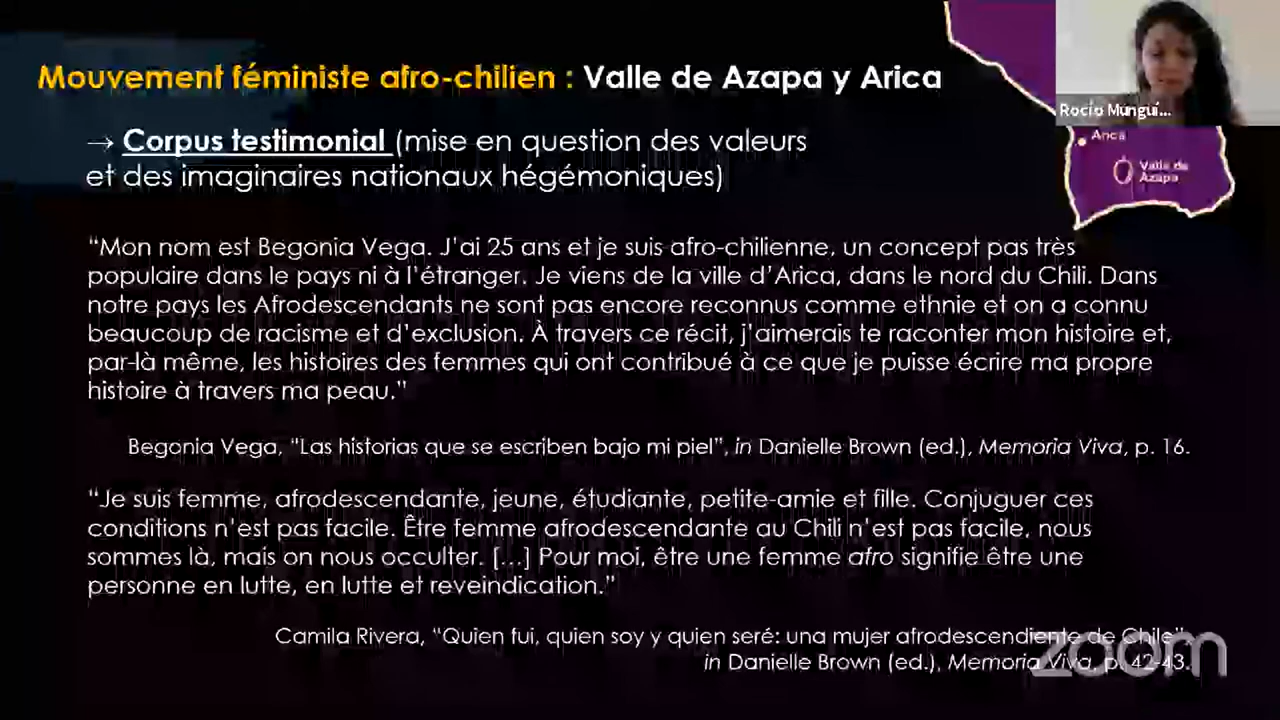 Mouvement féministe afro-chilien : Valle de Azapa y Arica
Rocío Munguí...
→ Corpus testimonial (mise en question des valeurs
et des imaginaires nationaux hégémoniques)
Arica
Valle de
Azapa
“Mon nom est Begonia Vega. J’ai 25 ans et je suis afro-chilienne, un concept pas très
populaire dans le pays ni à l’étranger. Je viens de la ville d’Arica, dans le nord du Chili. Dans
notre pays les Afrodescendants ne sont pas encore reconnus comme ethnie et on a connu
beaucoup de racisme et d’exclusion. À travers ce récit, j’aimerais te raconter mon histoire et,
par-là même, les histoires des femmes qui ont contribué à ce que je puisse écrire ma propre
histoire à travers ma peau.”
Begonia Vega, “Las historias que se escriben bajo mi piel”, in Danielle Brown (ed.), Memoria Viva, p. 16.
“Je suis femme, afrodescendante, jeune, étudiante, petite-amie et fille. Conjuguer ces
conditions n’est pas facile. Être femme afrodescendante au Chili n’est pas facile, nous
sommes là, mais on nous occulter. [...] Pour moi, être une femme afro signifie être une
personne en lutte, en lutte et reveindication.”
Camila Rivera, “Quien fui, quien soy y quien seré: una mujer afrodescendiente de Chile”
in Danielle Brown (ed.), Memoria Viva, p. 42-43.
zoom